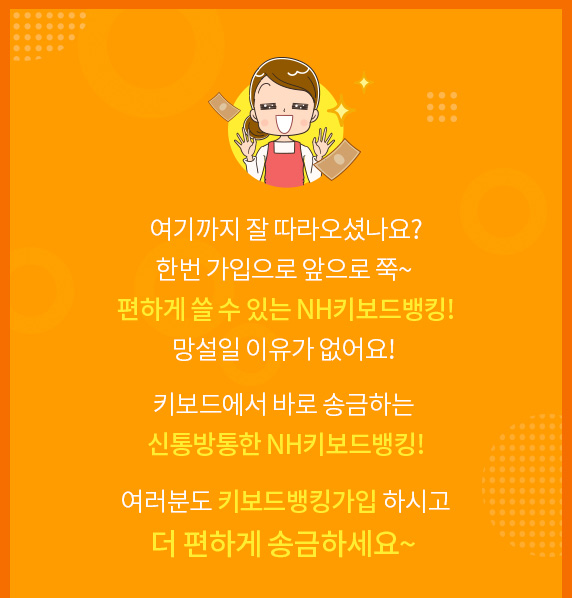 여기까지 잘 따라오셨나요?
한번 가입으로 앞으로 쭉~
편하게 쓸 수 있는 NH키보드뱅킹!
망설일 이유가 없어요!
키보드에서 바로 송금하는
신통방통한 NH키보드뱅킹!
여러분도 키보드뱅킹가입 하시고
더 편하게 송금하세요~